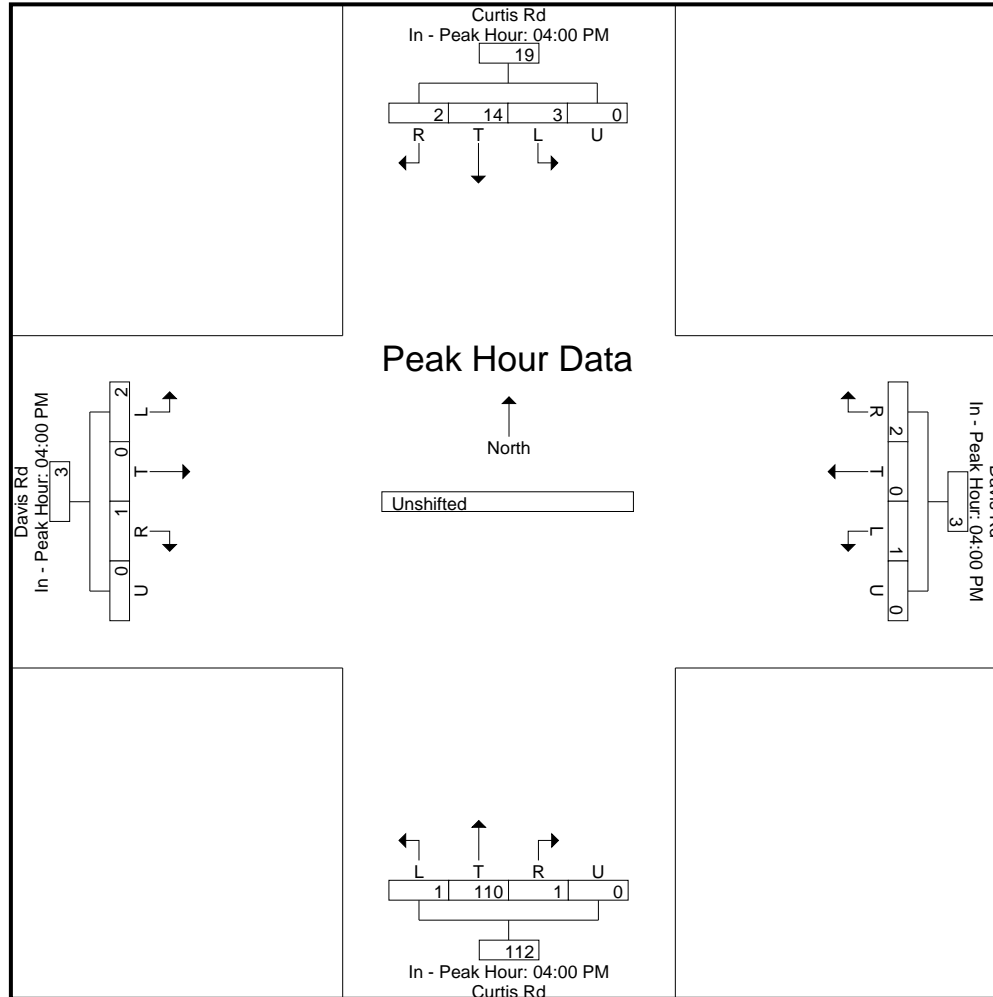 Curtis Rd
In - Peak Hour: 04:00 PM
19
2 14 3 0
R T L U
Peak Hour Data
North
Unshifted
Davis Rd
In - Peak Hour: 04:00 PM
3
2 0 1 0
L T R U
R T L U
2 0 1 0
3
In - Peak Hour: 04:00 PM
Davis Rd
L T R U
1 110 1 0
112
In - Peak Hour: 04:00 PM
Curtis Rd